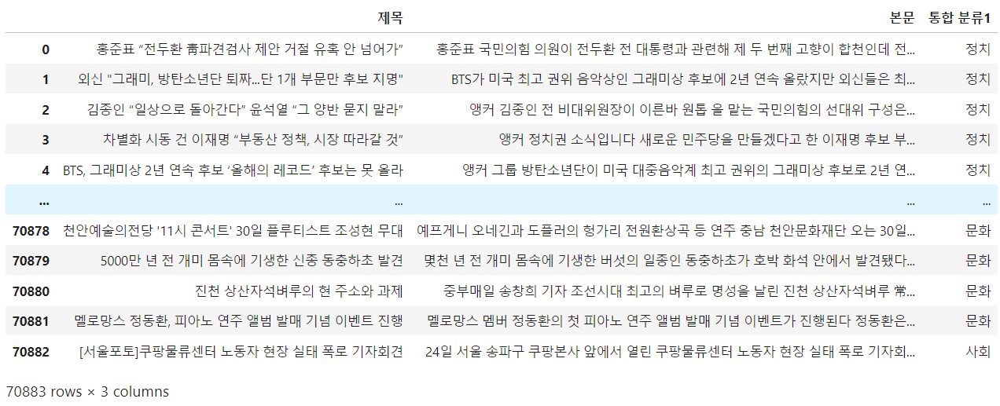 제목 본문 통합 분류1
0 홍준표 “전두환 靑파견검사 제안 거절 유혹 안 넘어가” 홍준표 국민의힘 의원이 전두환 전 대통령과 관련해 제 두 번째 고향이 합천인데 전... 정치
1 외신 "그래미, 방탄소년단 퇴짜...단 1개 부문만 후보 지명" BTS가 미국 최고 권위 음악상인 그래미상 후보에 2년 연속 올랐지만 외신들은 최... 정치
2 김종인 “일상으로 돌아간다” 윤석열 “그 양반 묻지 말라” 앵커 김종인 전 비대위원장이 이른바 원톱 을 맡는 국민의힘의 선대위 구성은... 정치
3 차별화 시동 건 이재명 “부동산 정책, 시장 따라갈 것” 앵커 정치권 소식입니다 새로운 민주당을 만들겠다고 한 이재명 후보 부... 정치
4 BTS, 그래미상 2년 연속 후보 ‘올해의 레코드’ 후보는 못 올라 앵커 그룹 방탄소년단이 미국 대중음악계 최고 권위의 그래미상 후보로 2년 연... 정치
... ... ... ...
70878 천안예술의전당 '11시 콘서트' 30일 플루티스트 조성현 무대 예프게니 오네긴과 도플러의 헝가리 전원환상곡 등 연주 충남 천안문화재단 오는 30일... 문화
70879 5000만 년 전 개미 몸속에 기생한 신종 동충하초 발견 몇천 년 전 개미 몸속에 기생한 버섯의 일종인 동충하초가 호박 화석 안에서 발견됐다... 문화
70880 진천 상산자석벼루의 현 주소와 과제 중부매일 송창희 기자 조선시대 최고의 벼루로 명성을 날린 진천 상산자석벼루 常... 문화
70881 멜로망스 정동환, 피아노 연주 앨범 발매 기념 이벤트 진행 멜로망스 멤버 정동환의 첫 피아노 연주 앨범 발매 기념 이벤트가 진행된다 정동환은... 문화
70882 [서울포토]쿠팡물류센터 노동자 현장 실태 폭로 기자회견 24일 서울 송파구 쿠팡본사 앞에서 열린 쿠팡물류센터 노동자 현장 실태 폭로 기자회... 사회
70883 rows × 3 columns